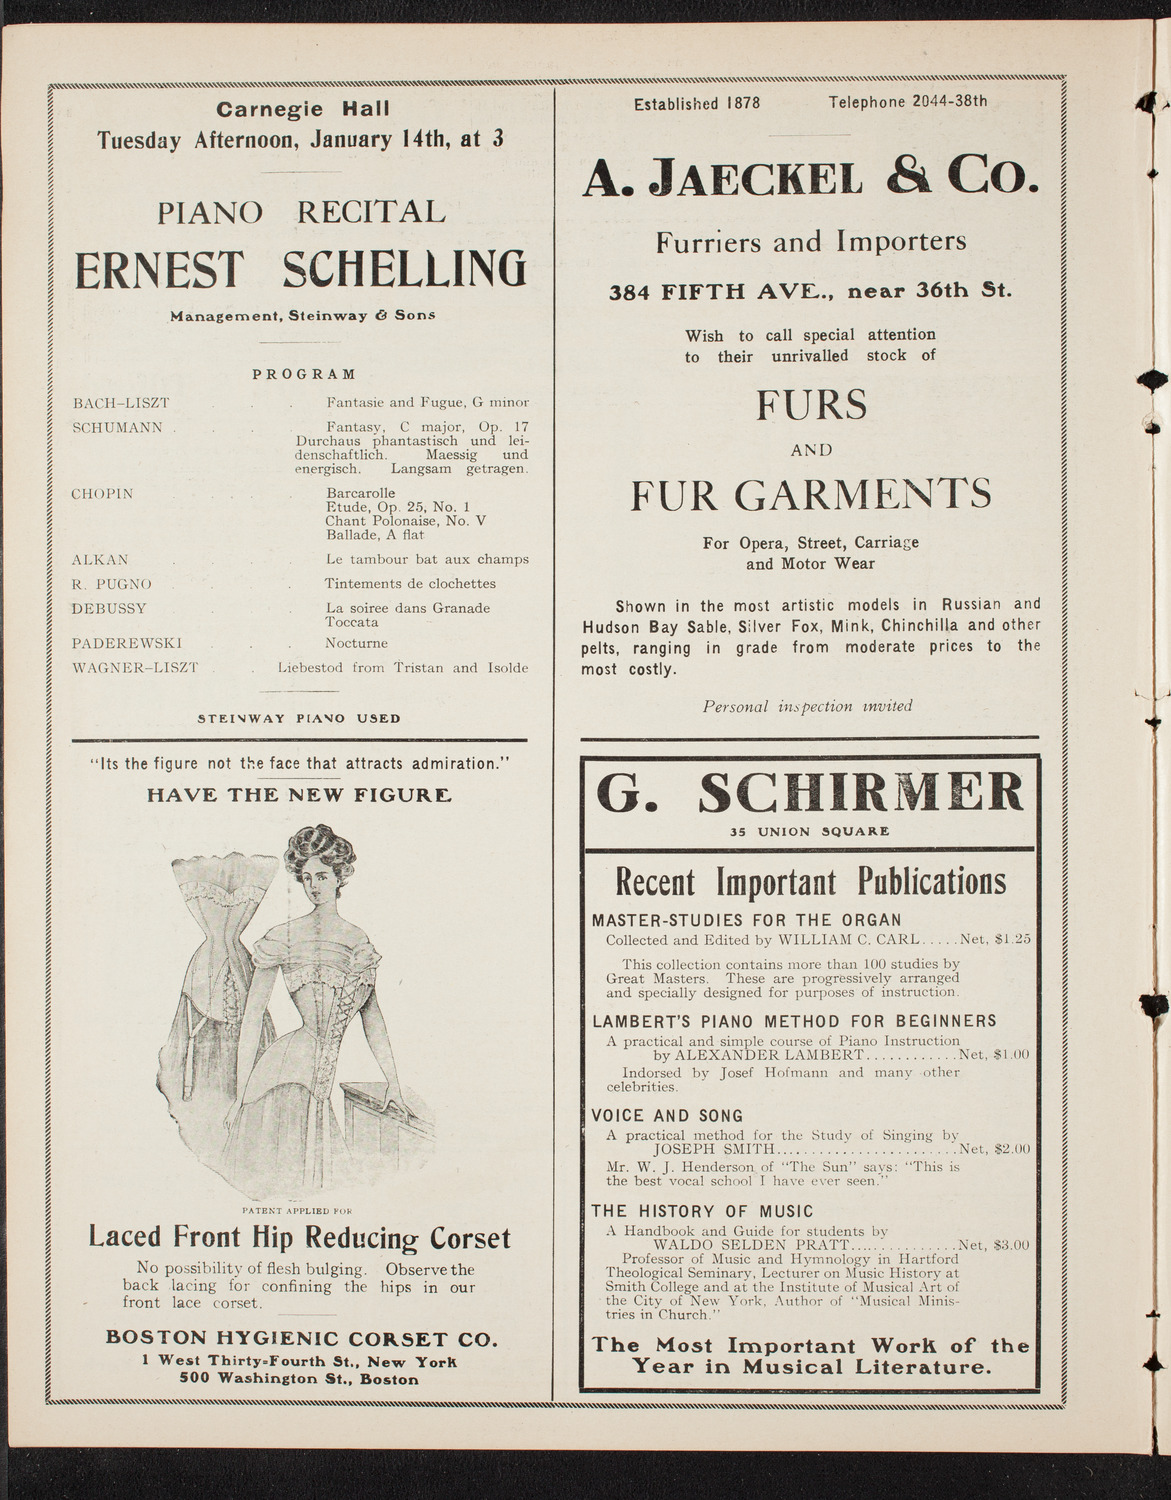 Carnegie Hall
Tuesday Afternoon, January 14th, at 3
PIANO RECITAL
ERNEST SCHELLING
Management, Steinway & Sons
PROGRAM
BACH–LISZT . . Fantasie and Fugue, G minor
SCHUMANN . . . . Fantasy, C major, Op. 17
Durchaus phantastisch und lei-
denschaftlich. Maessig und
energisch. Langsam getragen.
CHOPIN . . . Barcarolle
Etude, Op. 25, No. 1
Chant Polonaise, No. V
Ballade, A flat
ALKAN . . . . Le tambour bat aux champs
R. PUGNO . . . Tintements de clochettes
DEBUSSY . . . La soiree dans Granade
Toccata
PADEREWSKI . . . Nocturne
WAGNER–LISZT . . Liebestod from Tristan and Isolde
STEINWAY PIANO USED
"Its the figure not the face that attracts admiration."
HAVE THE NEW FIGURE
PATENT APPLIED FOR
Laced Front Hip Reducing Corset
No possibility of flesh bulging. Observe the
back lacing for confining the hips in our
front lace corset.
BOSTON HYGIENIC CORSET CO.
1 West Thirty-Fourth St., New York
500 Washington St., Boston
Established 1878 Telephone 2044-38th
A. JAECKEL & CO.
Furriers and Importers
384 FIFTH AVE., near 36th St.
Wish to call special attention
to their unrivalled stock of
FURS
AND
FUR GARMENTS
For Opera, Street, Carriage
and Motor Wear
Shown in the most artistic models in Russian and
Hudson Bay Sable, Silver Fox, Mink, Chinchilla and other
pelts, ranging in grade from moderate prices to the
most costly.
Personal inspection invited
G. SCHIRMER
35 UNION SQUARE
Recent Important Publications
MASTER-STUDIES FOR THE ORGAN
Collected and Edited by WILLIAM C. CARL.....Net, $1.25
This collection contains more than 100 studies by
Great Masters. These are progressively arranged
and specially designed for purposes of instruction.
LAMBERT'S PIANO METHOD FOR BEGINNERS
A practical and simple course of Piano Instruction
by ALEXANDER LAMBERT............Net, $1.00
Indorsed by Josef Hofmann and many other
celebrities.
VOICE AND SONG
A practical method for the Study of Singing by
JOSEPH SMITH........................Net, $2.00
Mr. W. J. Henderson of "The Sun" says: "This is
the best vocal school I have ever seen."
THE HISTORY OF MUSIC
A Handbook and Guide for students by
WALDO SELDEN PRATT..............Net, $3.00
Professor of Music and Hymnology in Hartford
Theological Seminary, Lecturer on Music History at
Smith College and at the Institute of Musical Art of
the City of New York, Author of "Musical Minis-
tries in Church."
The Most Important Work of the
Year in Musical Literature.